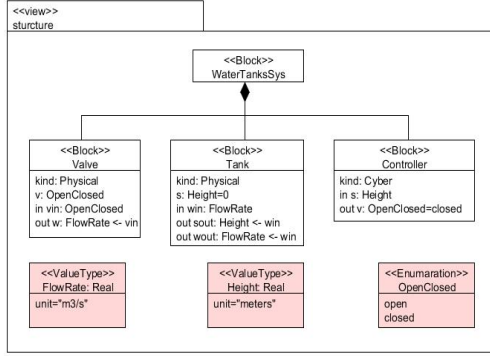 <<view>>
sturcture
<<Block>>
WaterTanksSys
<<Block>>
Valve
kind: Physical
v: OpenClosed
in vin: OpenClosed
out w: FlowRate <- vin
<<Block>>
Tank
kind: Physical
s: Height=0
in win: FlowRate
out sout: Height <- win
out wout: FlowRate <- win
<<Block>>
Controller
kind: Cyber
in s: Height
out v: OpenClosed=closed
<<ValueType>>
FlowRate: Real
unit="m3/s"
<<ValueType>>
Height: Real
unit="meters"
<<Enumaration>>
OpenClosed
open
closed